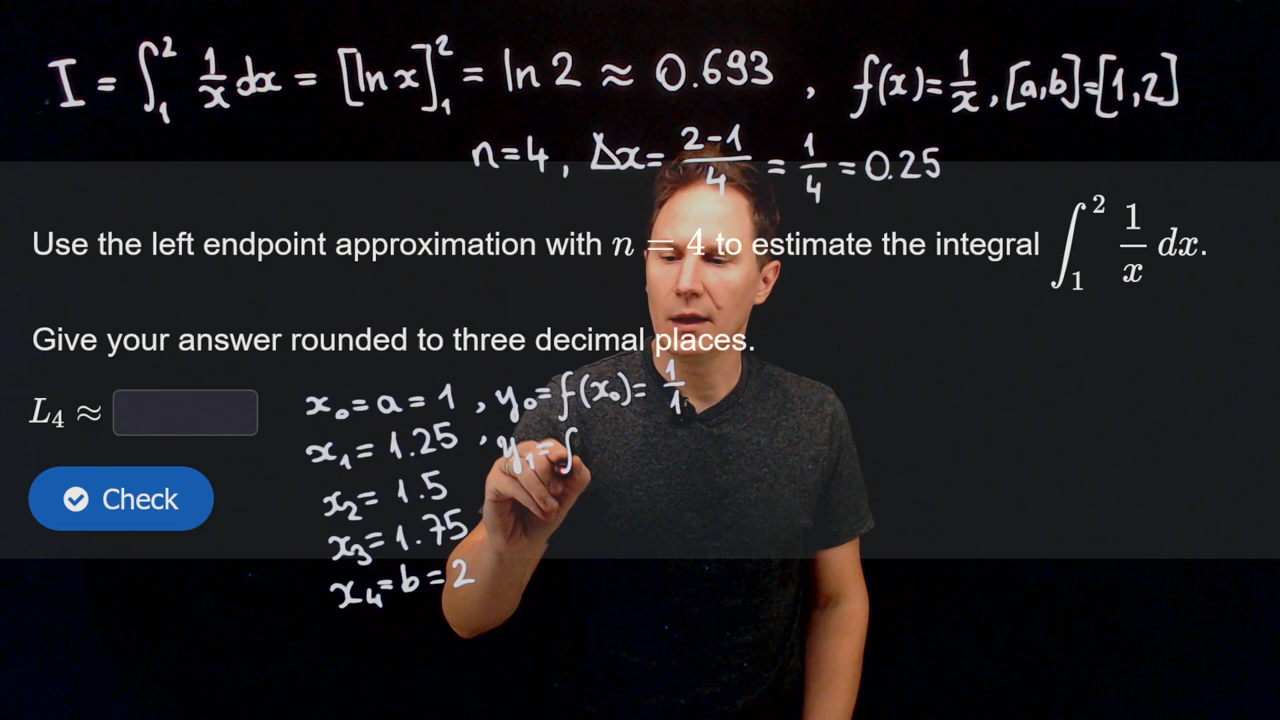 I = ∫₁² 1/x dx = [ln x]₁² = ln 2 ≈ 0.693 , f(x)=1/x , [a,b]=[1,2]
n=4 , Δx= (2-1)/4 = 1/4 = 0.25
Use the left endpoint approximation with n = 4 to estimate the integral ∫₁² 1/x dx.
Give your answer rounded to three decimal places.
L₄ ≈
x₀ = a = 1 , y₀ = f(x₀) = 1/1
x₁ = 1.25 , y₁ = f
x₂ = 1.5
Check
x₃ = 1.75
x₄ = b = 2